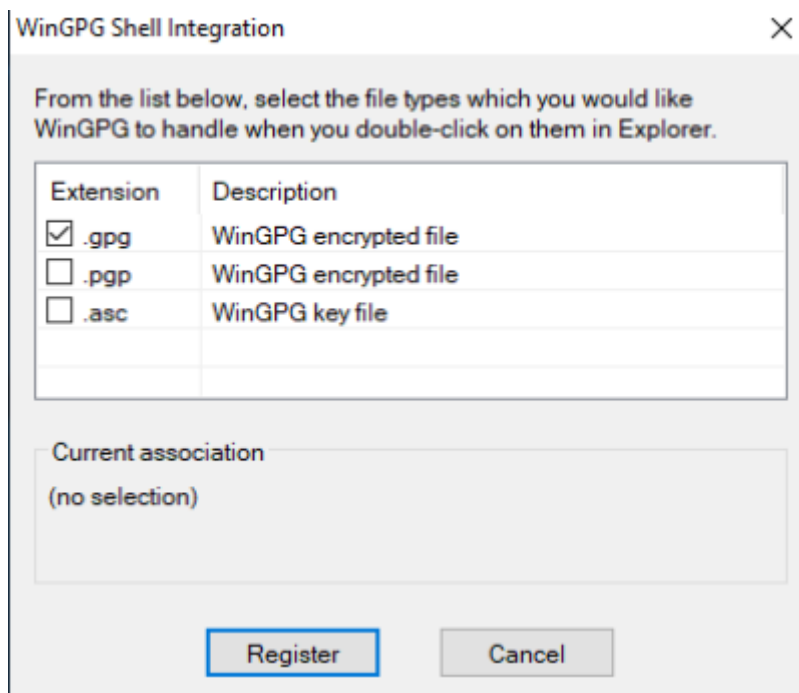 WinGPG Shell Integration
From the list below, select the file types which you would like
WinGPG to handle when you double-click on them in Explorer.
Extension Description
.gpg WinGPG encrypted file
.pgp WinGPG encrypted file
.asc WinGPG key file
Current association
(no selection)
Register Cancel